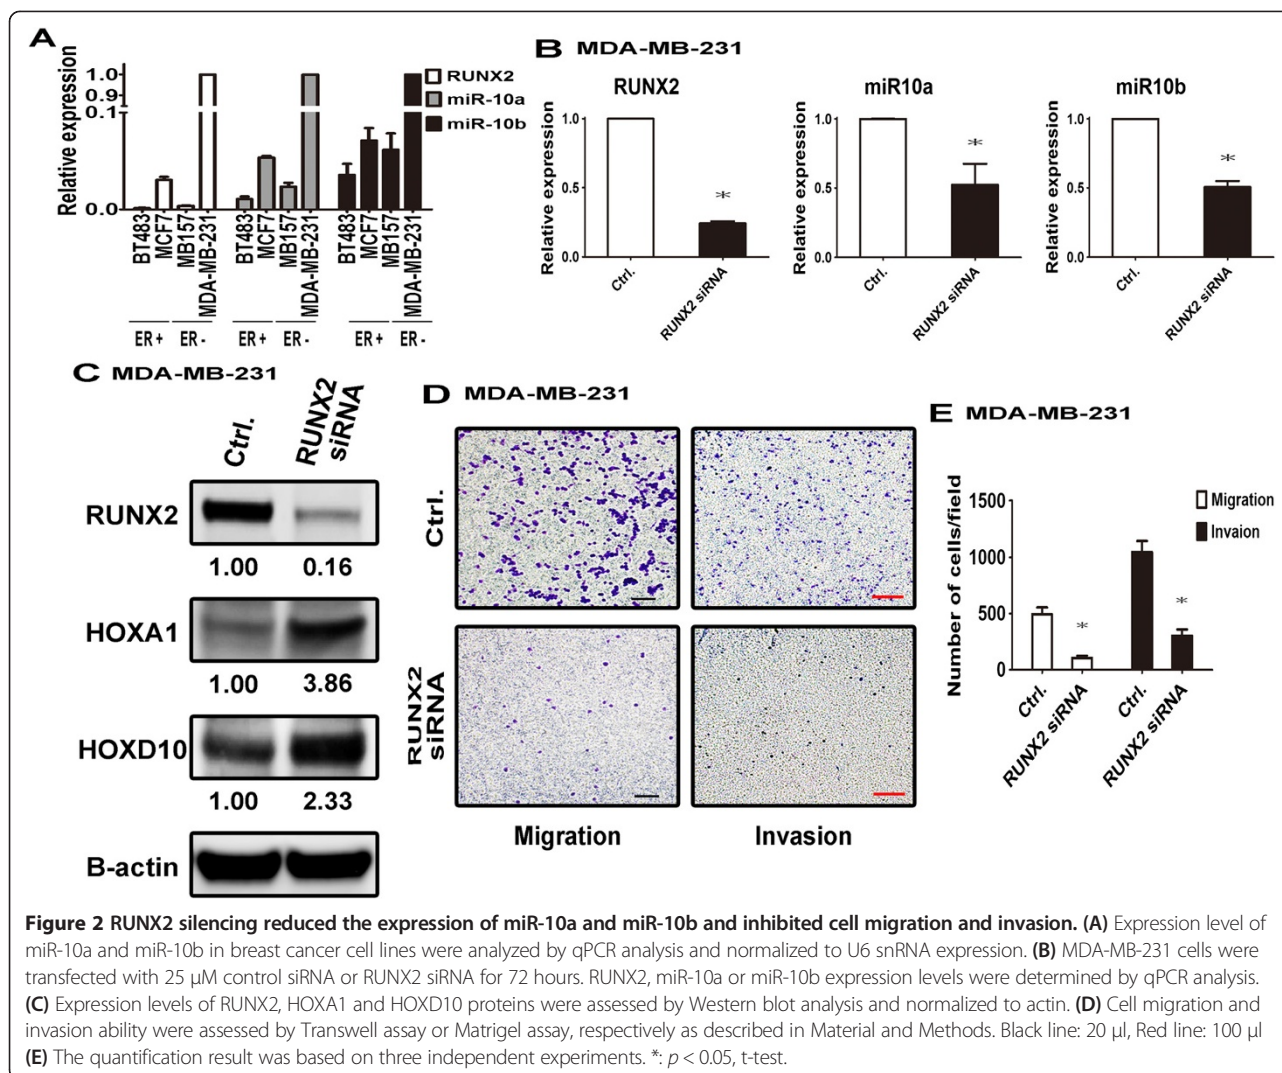 A
Relative expression
1.0
0.9
0.1
0.0
RUNX2
miR-10a
miR-10b
BT483
MCF7
MB157
MDA-MB-231
BT483
MCF7
MB157
MDA-MB-231
BT483
MCF7
MB157
MDA-MB-231
ER + ER - ER + ER - ER + ER -
B MDA-MB-231
RUNX2
Relative expression
1.0
0.5
0.0
*
Ctrl.
RUNX2 siRNA
miR10a
Relative expression
1.0
0.5
0.0
*
Ctrl.
RUNX2 siRNA
miR10b
Relative expression
1.0
0.5
0.0
*
Ctrl.
RUNX2 siRNA
C MDA-MB-231
Ctrl.
RUNX2
siRNA
RUNX2
1.00 0.16
HOXA1
1.00 3.86
HOXD10
1.00 2.33
B-actin
D MDA-MB-231
Ctrl.
RUNX2
siRNA
Migration Invasion
E MDA-MB-231
Number of cells/field
1500
1000
500
0
Migration
Invaion
*
*
Ctrl.
RUNX2 siRNA
Ctrl.
RUNX2 siRNA
Figure 2 RUNX2 silencing reduced the expression of miR-10a and miR-10b and inhibited cell migration and invasion. (A) Expression level of
miR-10a and miR-10b in breast cancer cell lines were analyzed by qPCR analysis and normalized to U6 snRNA expression. (B) MDA-MB-231 cells were
transfected with 25 μM control siRNA or RUNX2 siRNA for 72 hours. RUNX2, miR-10a or miR-10b expression levels were determined by qPCR analysis.
(C) Expression levels of RUNX2, HOXA1 and HOXD10 proteins were assessed by Western blot analysis and normalized to actin. (D) Cell migration and
invasion ability were assessed by Transwell assay or Matrigel assay, respectively as described in Material and Methods. Black line: 20 μl, Red line: 100 μl
(E) The quantification result was based on three independent experiments. *: p < 0.05, t-test.